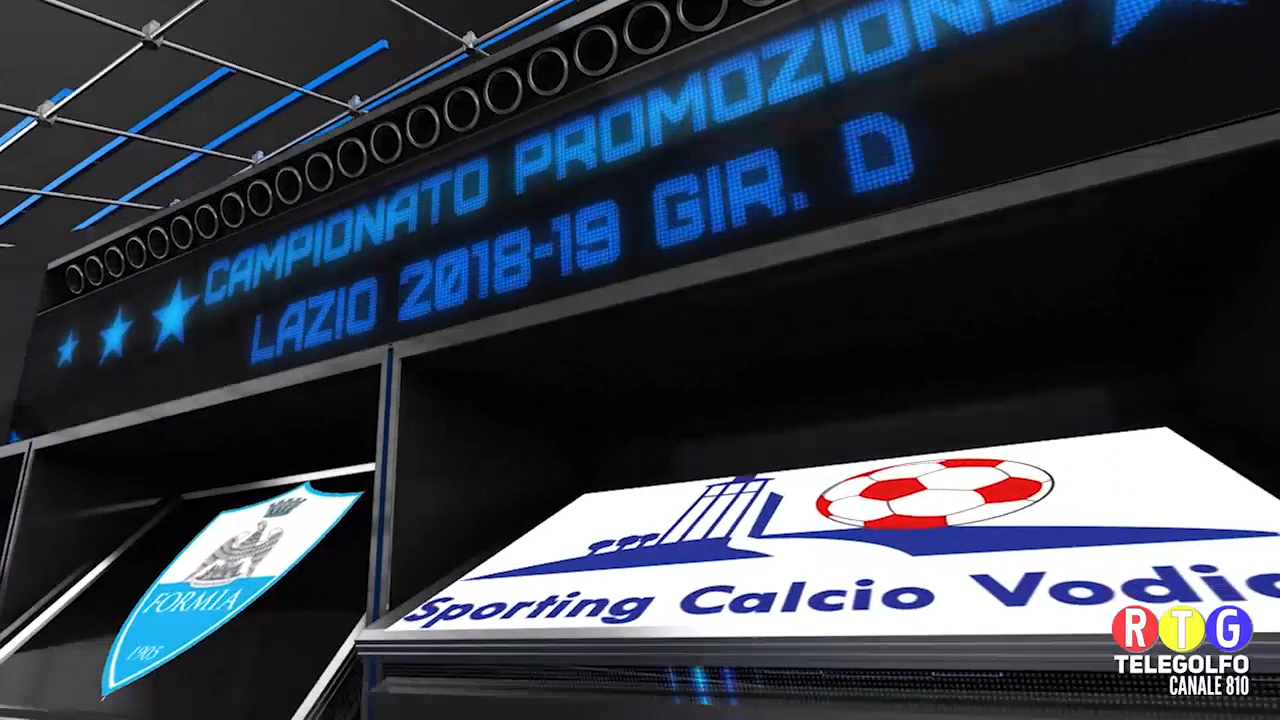 CAMPIONATO PROMOZIONE
LAZIO 2018-19 GIR. D
FORMIA
1905
Sporting Calcio Vodic
RTG
TELEGOLFO
CANALE 810